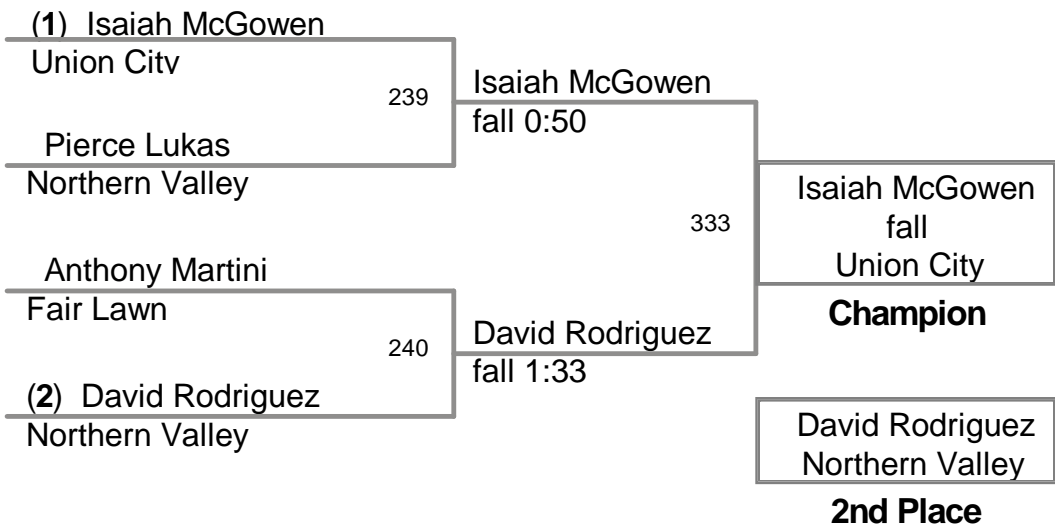 (1) Isaiah McGowen
Union City
239
Isaiah McGowen
fall 0:50
Pierce Lukas
Northern Valley
333
Isaiah McGowen
fall
Union City
Champion
Anthony Martini
Fair Lawn
240
David Rodriguez
fall 1:33
(2) David Rodriguez
Northern Valley
David Rodriguez
Northern Valley
2nd Place